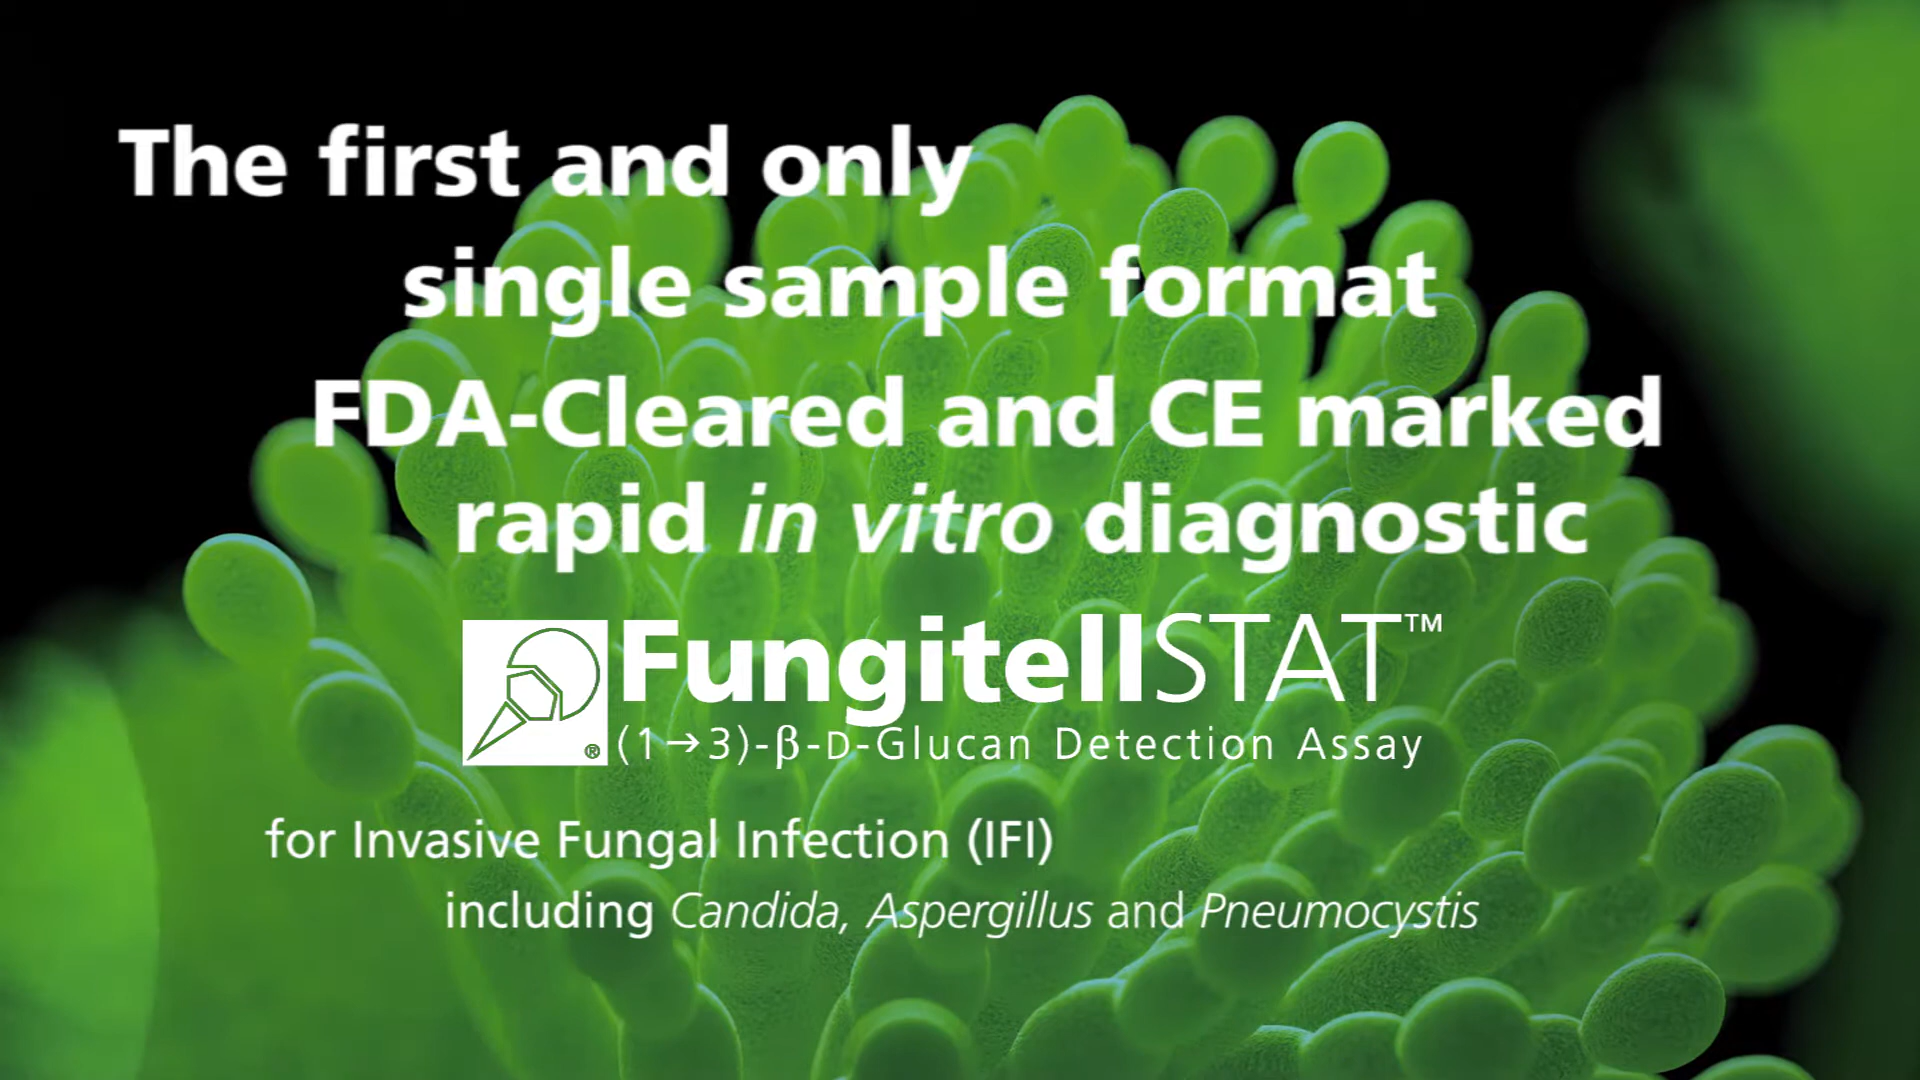 The first and only
single sample format
FDA-Cleared and CE marked
rapid in vitro diagnostic
FungitellSTAT™
®
(1→3)-β-D-Glucan Detection Assay
for Invasive Fungal Infection (IFI)
including Candida, Aspergillus and Pneumocystis